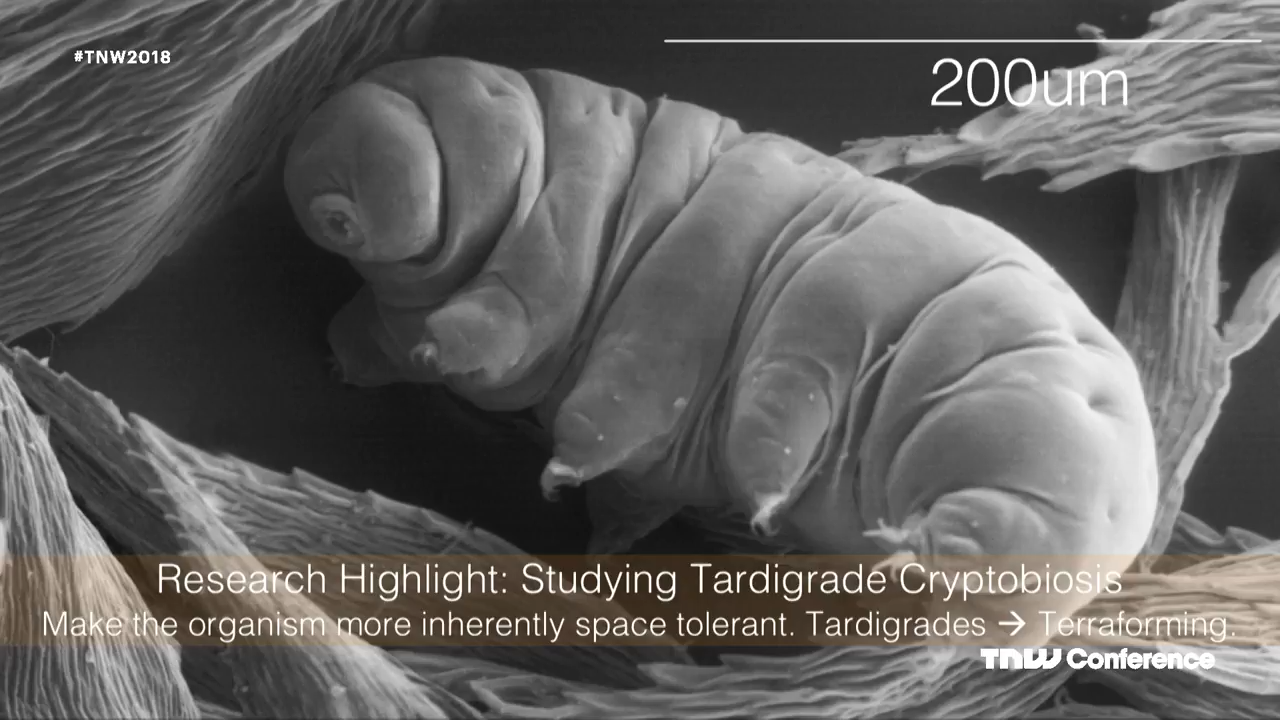 #TNW2018
200um
Research Highlight: Studying Tardigrade Cryptobiosis
Make the organism more inherently space tolerant. Tardigrades → Terraforming.
TNW Conference